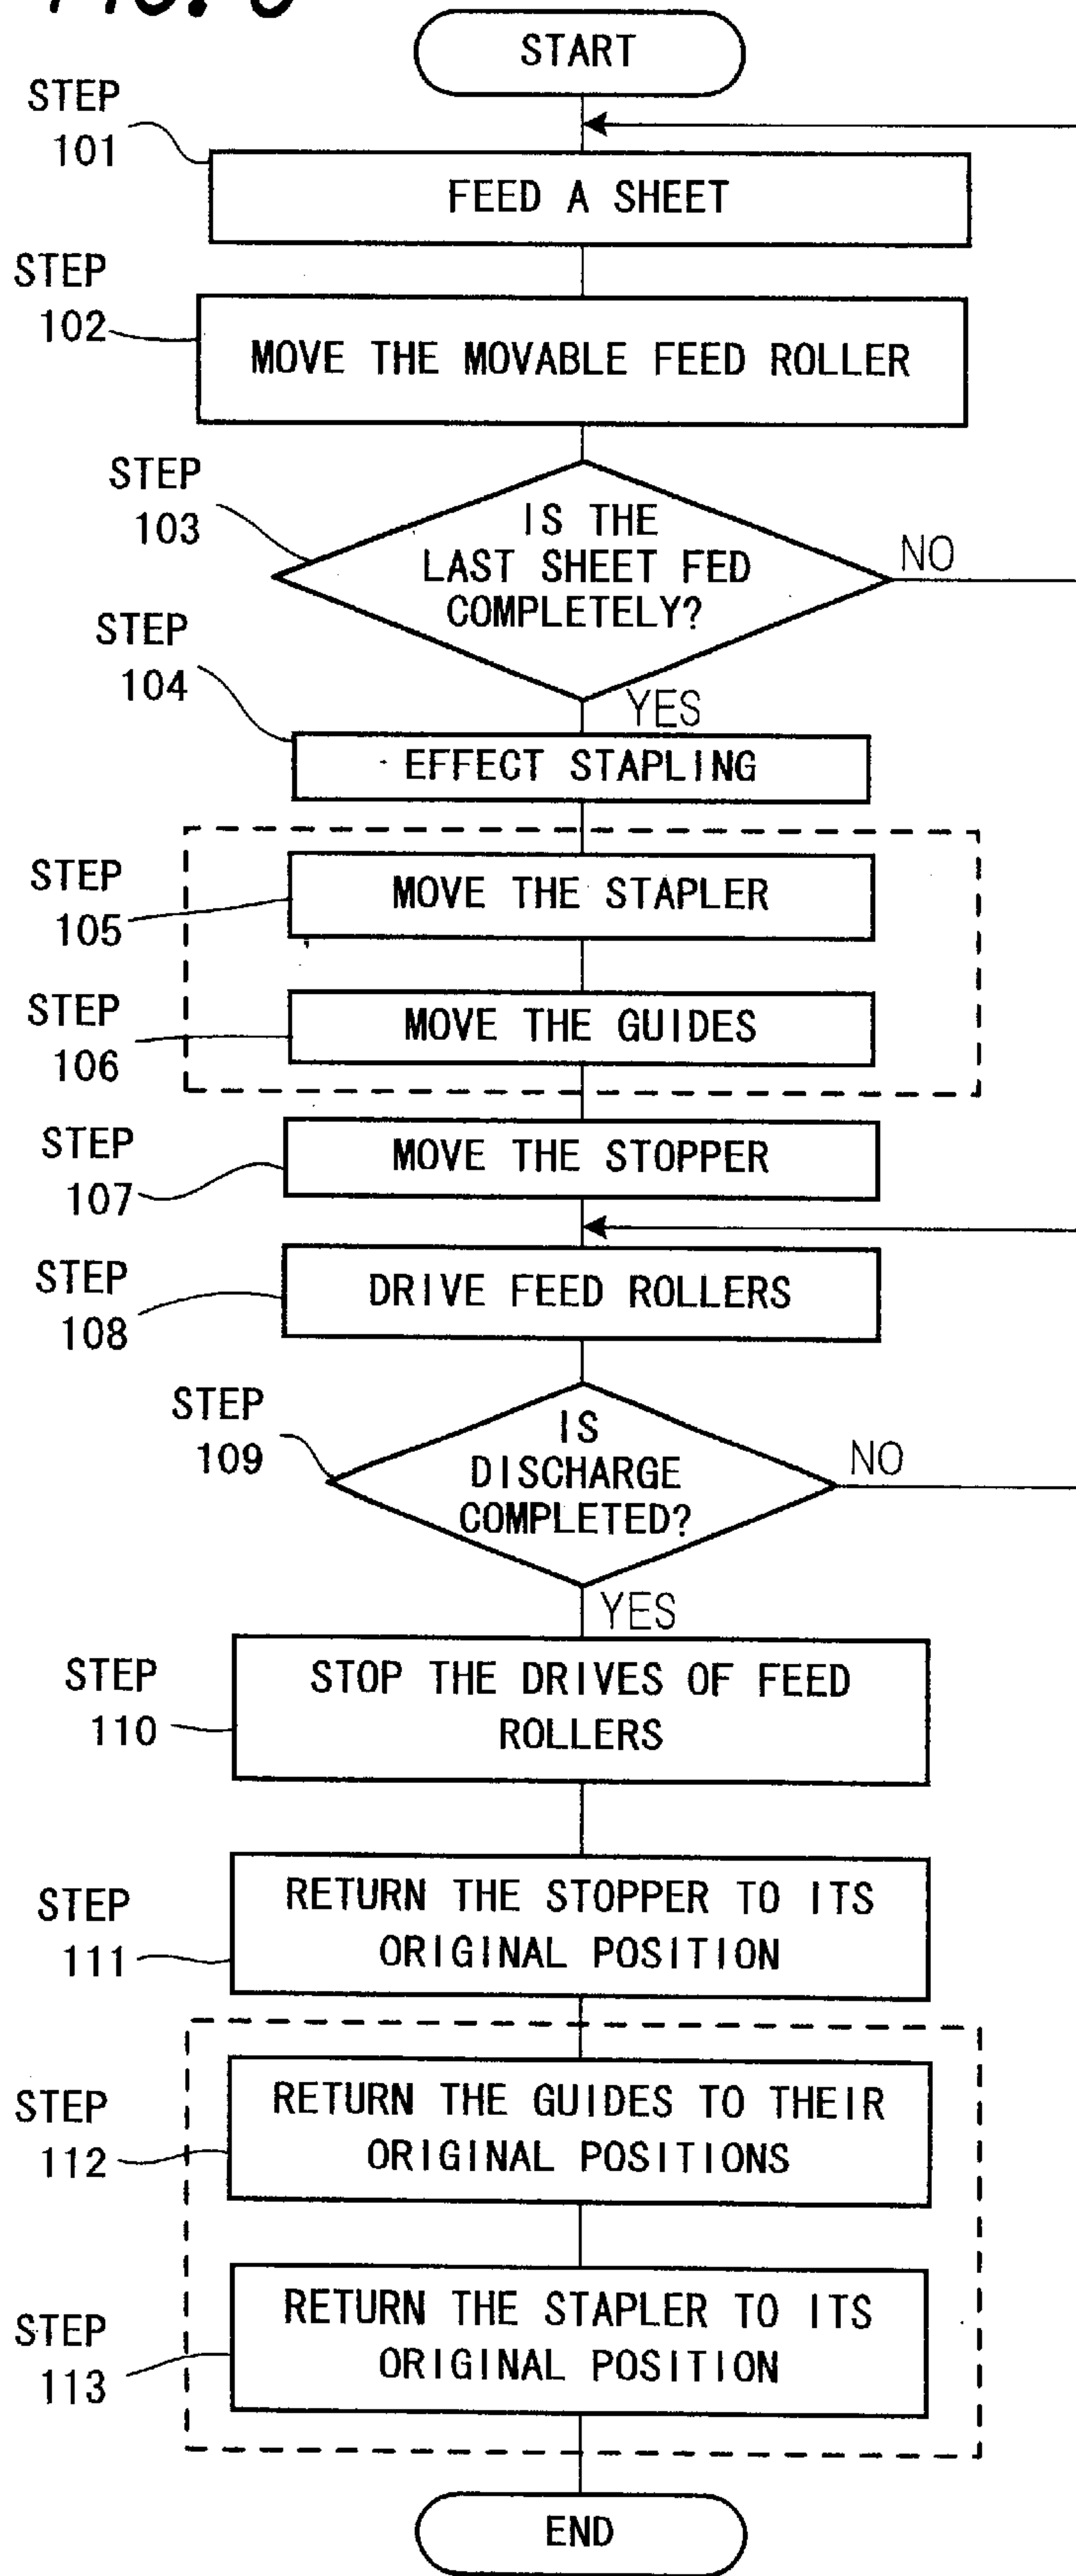 START
STEP
101
FEED A SHEET
STEP
102
MOVE THE MOVABLE FEED ROLLER
STEP
103
IS THE
LAST SHEET FED
COMPLETELY?
NO
STEP
104
YES
EFFECT STAPLING
STEP
105
MOVE THE STAPLER
STEP
106
MOVE THE GUIDES
STEP
107
MOVE THE STOPPER
STEP
108
DRIVE FEED ROLLERS
STEP
109
IS
DISCHARGE
COMPLETED?
NO
YES
STEP
110
STOP THE DRIVES OF FEED
ROLLERS
STEP
111
RETURN THE STOPPER TO ITS
ORIGINAL POSITION
STEP
112
RETURN THE GUIDES TO THEIR
ORIGINAL POSITIONS
STEP
113
RETURN THE STAPLER TO ITS
ORIGINAL POSITION
END